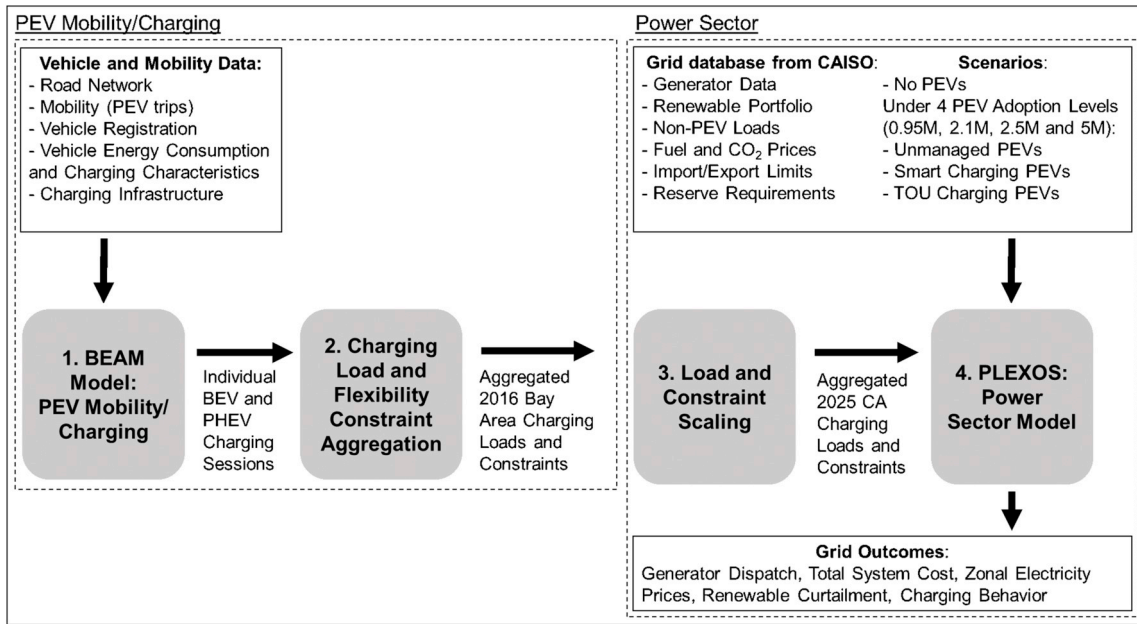 PEV Mobility/Charging
Vehicle and Mobility Data:
- Road Network
- Mobility (PEV trips)
- Vehicle Registration
- Vehicle Energy Consumption
and Charging Characteristics
- Charging Infrastructure
1. BEAM
Model:
PEV Mobility/
Charging
Individual
BEV and
PHEV
Charging
Sessions
2. Charging
Load and
Flexibility
Constraint
Aggregation
Aggregated
2016 Bay
Area Charging
Loads and
Constraints
Power Sector
Grid database from CAISO:
- Generator Data
- Renewable Portfolio
- Non-PEV Loads
- Fuel and CO₂ Prices
- Import/Export Limits
- Reserve Requirements
Scenarios:
- No PEVs
Under 4 PEV Adoption Levels
(0.95M, 2.1M, 2.5M and 5M):
- Unmanaged PEVs
- Smart Charging PEVs
- TOU Charging PEVs
3. Load and
Constraint
Scaling
Aggregated
2025 CA
Charging
Loads and
Constraints
4. PLEXOS:
Power
Sector Model
Grid Outcomes:
Generator Dispatch, Total System Cost, Zonal Electricity
Prices, Renewable Curtailment, Charging Behavior